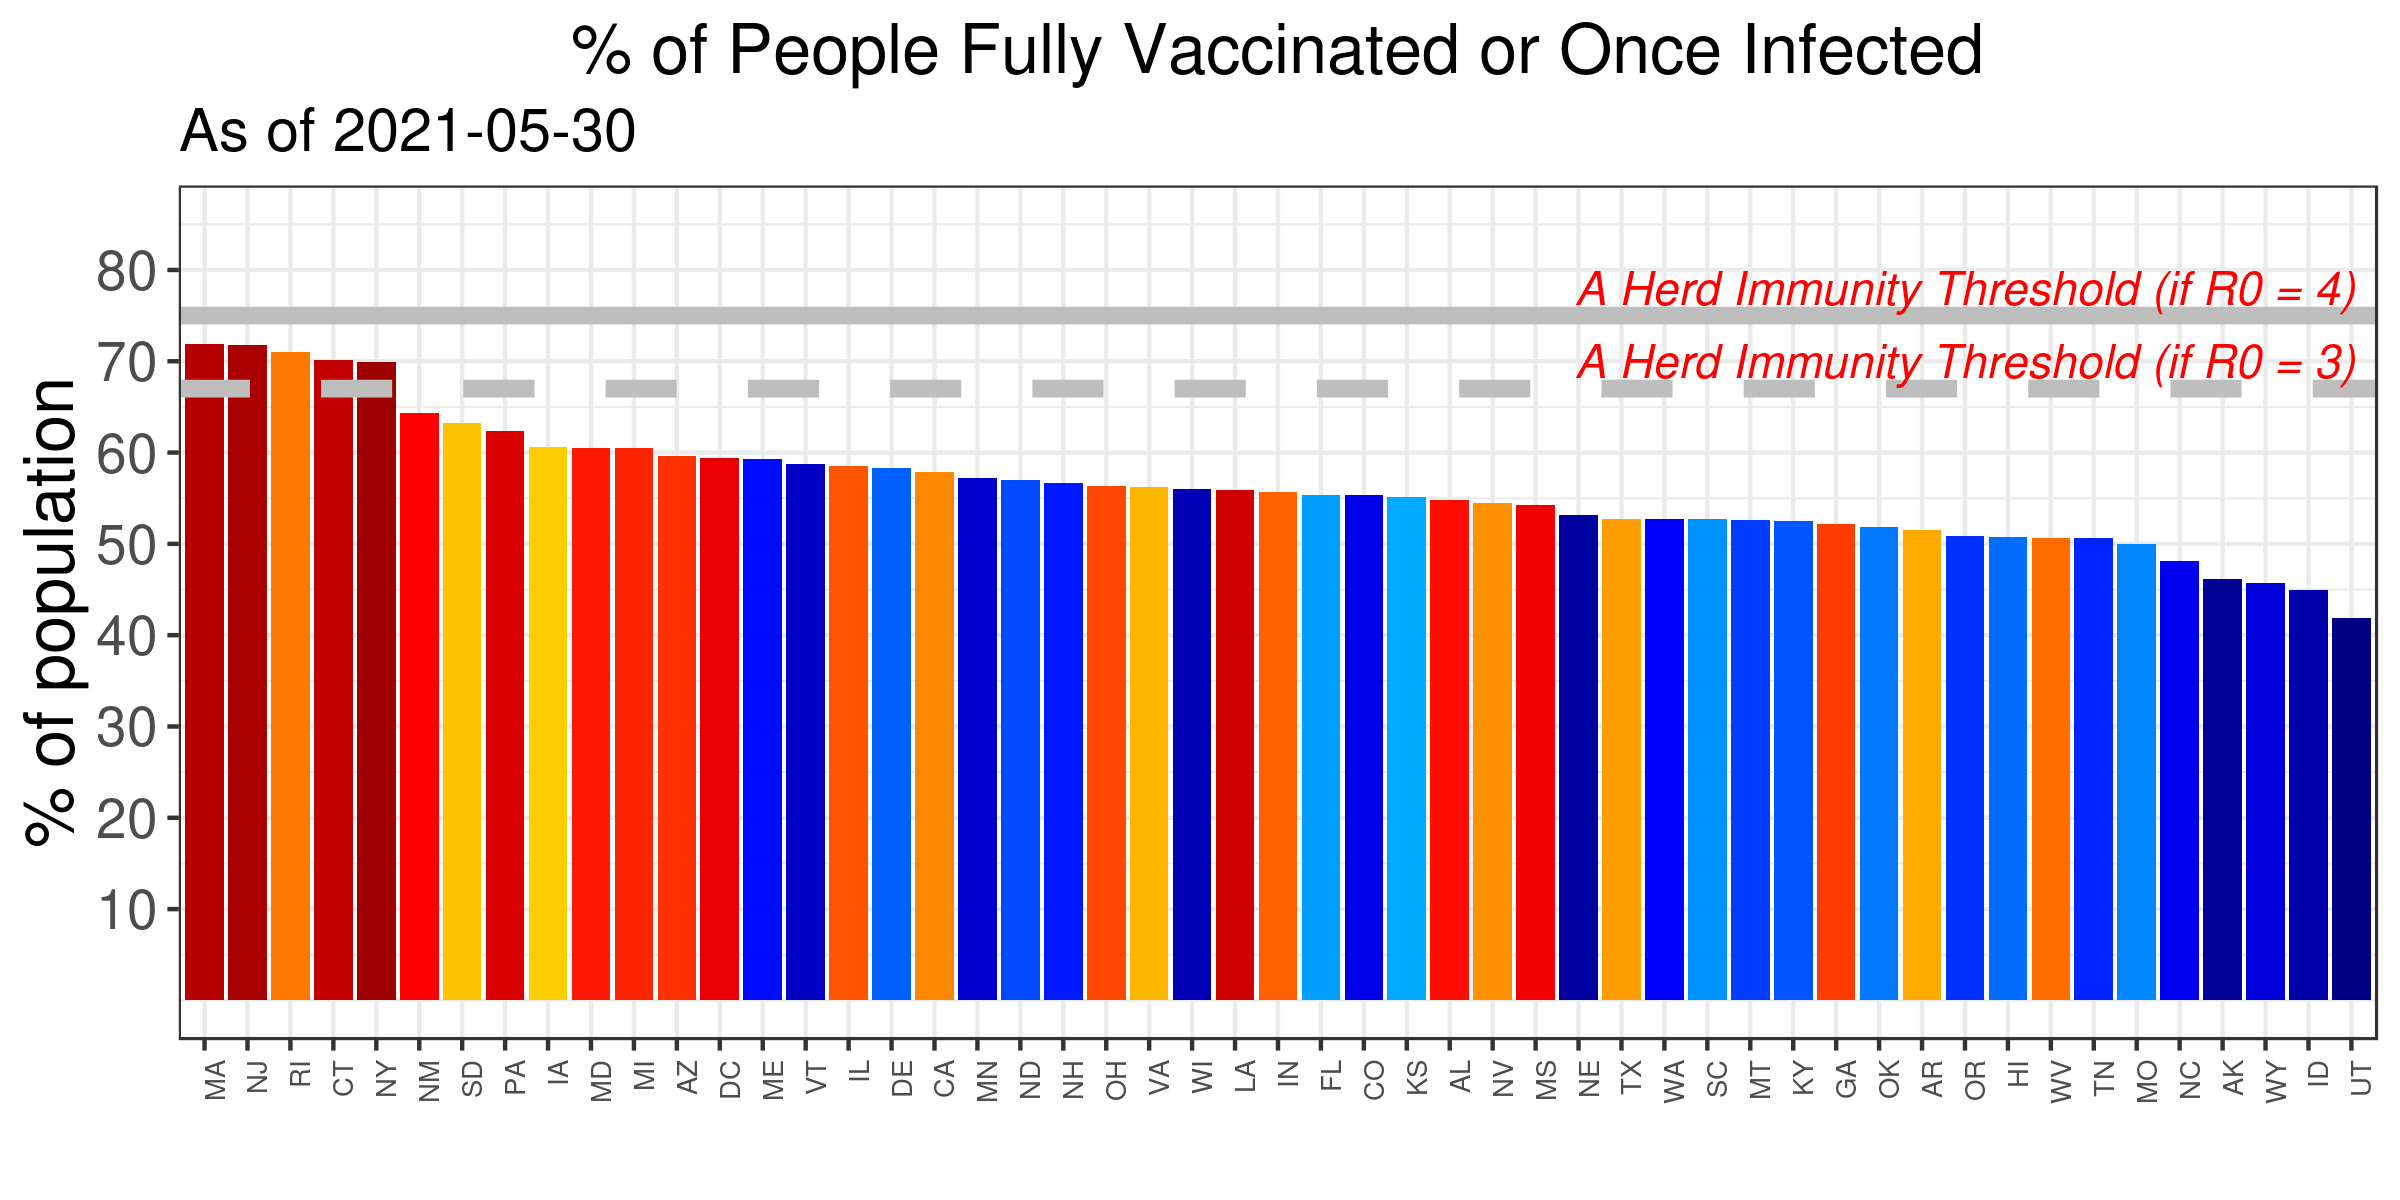 % of People Fully Vaccinated or Once Infected
As of 2021-05-30
% of population
80
70
60
50
40
30
20
10
A Herd Immunity Threshold (if R0 = 4)
A Herd Immunity Threshold (if R0 = 3)
MA NJ RI CT NY NM SD PA IA MD MI AZ DC ME VT IL DE CA MN ND NH OH VA WI LA IN FL CO KS AL NV MS NE TX WA SC MT KY GA OK AR OR HI WV TN MO NC AK WY ID UT